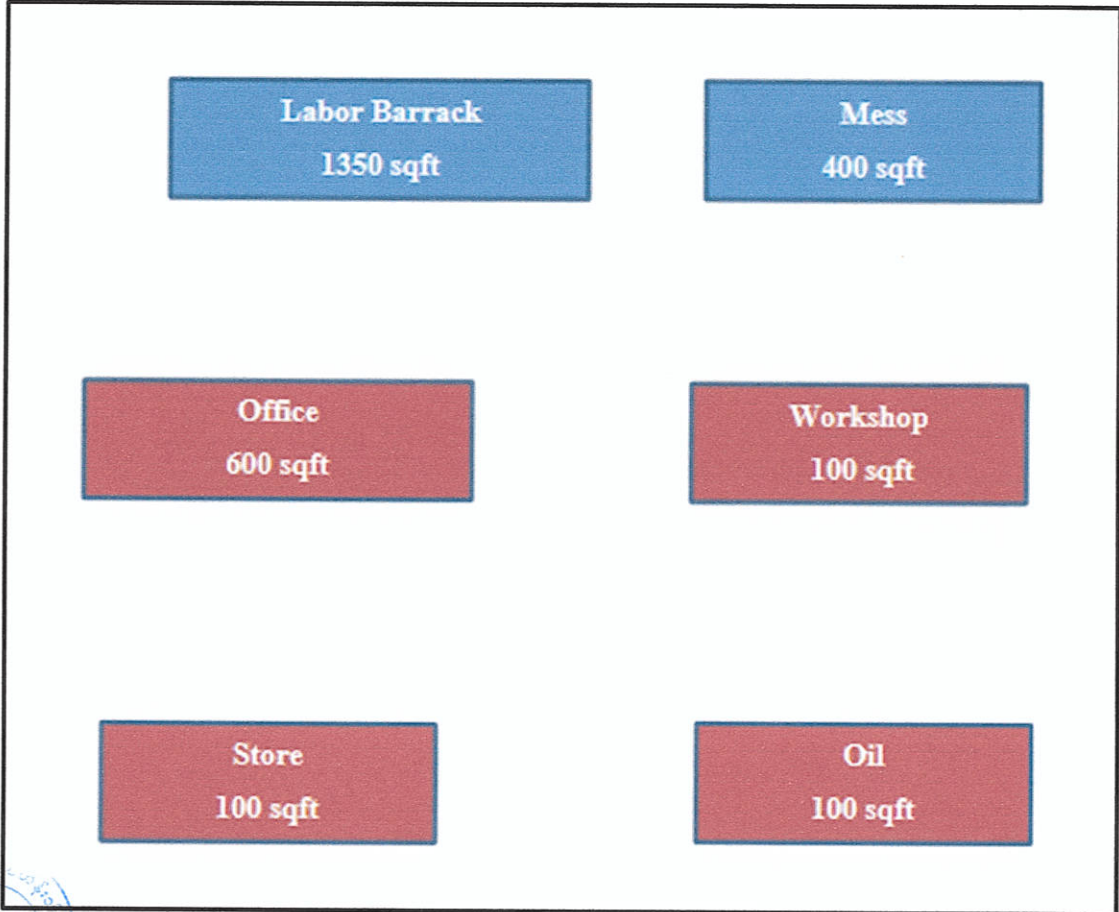 Labor Barrack
1350 sqft
Mess
400 sqft
Office
600 sqft
Workshop
100 sqft
Store
100 sqft
Oil
100 sqft